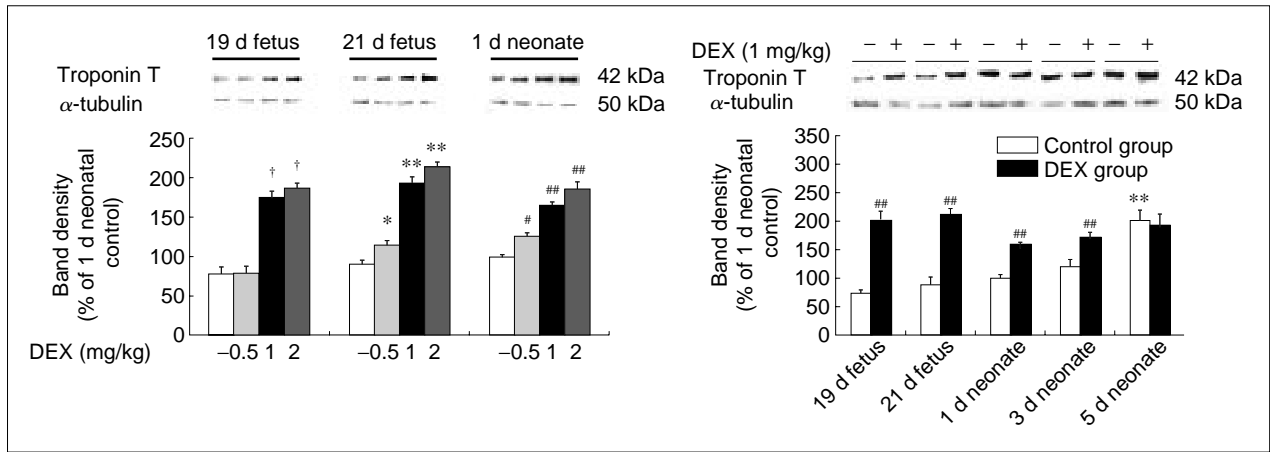 19 d fetus 21 d fetus 1 d neonate
Troponin T 42 kDa
α-tubulin 50 kDa
Band density
(% of 1 d neonatal
control)
250
200
150
100
50
0
† †
* ** **
# ## ##
DEX (mg/kg) –0.5 1 2 –0.5 1 2 –0.5 1 2
DEX (1 mg/kg) – + – + – + – + – +
Troponin T 42 kDa
α-tubulin 50 kDa
Band density
(% of 1 d neonatal
control)
350
300
250
200
150
100
50
0
Control group
DEX group
## ## ## ## **
19 d fetus 21 d fetus 1 d neonate 3 d neonate 5 d neonate